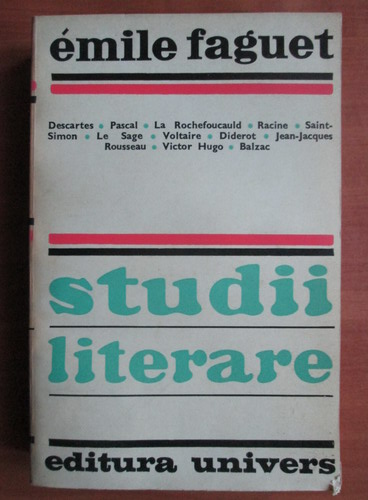 émile faguet
Descartes • Pascal • La Rochefoucauld • Racine • Saint-
Simon • Le Sage • Voltaire • Diderot • Jean-Jacques
Rousseau • Victor Hugo • Balzac
studii
literare
editura univers